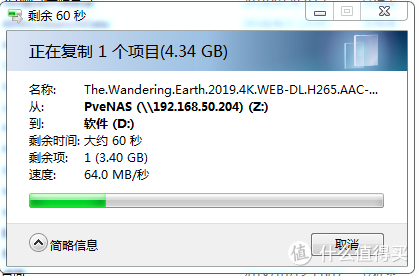 剩余 60 秒
正在复制 1 个项目(4.34 GB)
名称: The.Wandering.Earth.2019.4K.WEB-DL.H265.AAC-...
从: PveNAS (\\192.168.50.204) (Z:)
到: 软件 (D:)
剩余时间: 大约 60 秒
剩余项: 1 (3.40 GB)
速度: 64.0 MB/秒
简略信息
取消
值 什么值得买